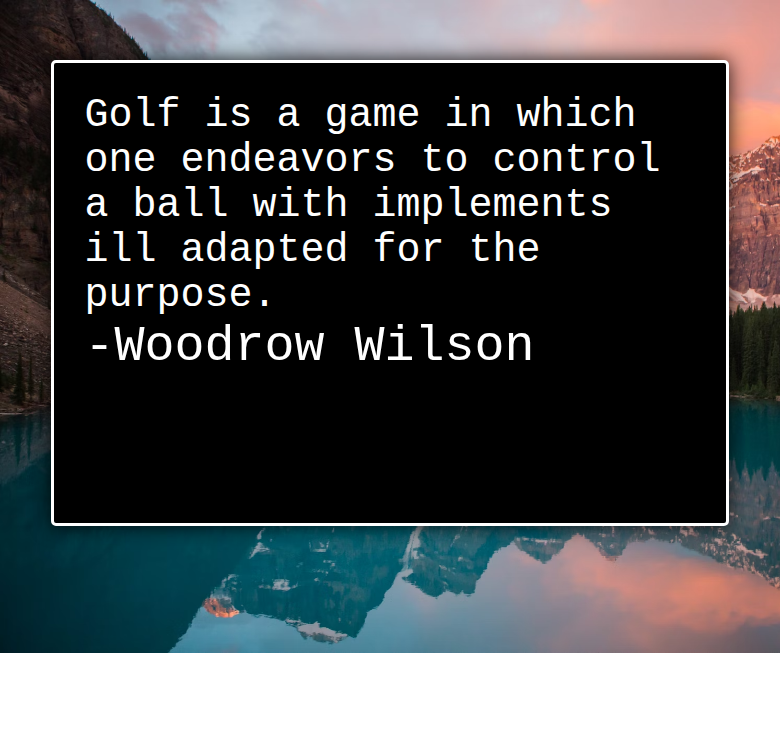 Golf is a game in which
one endeavors to control
a ball with implements
ill adapted for the
purpose.
-Woodrow Wilson